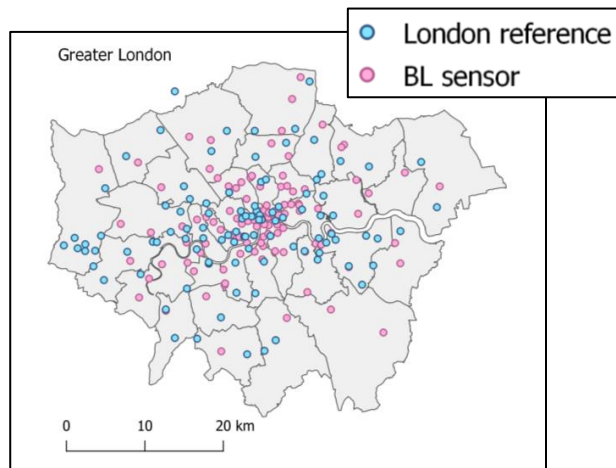 London reference
BL sensor
Greater London
0 10 20 km